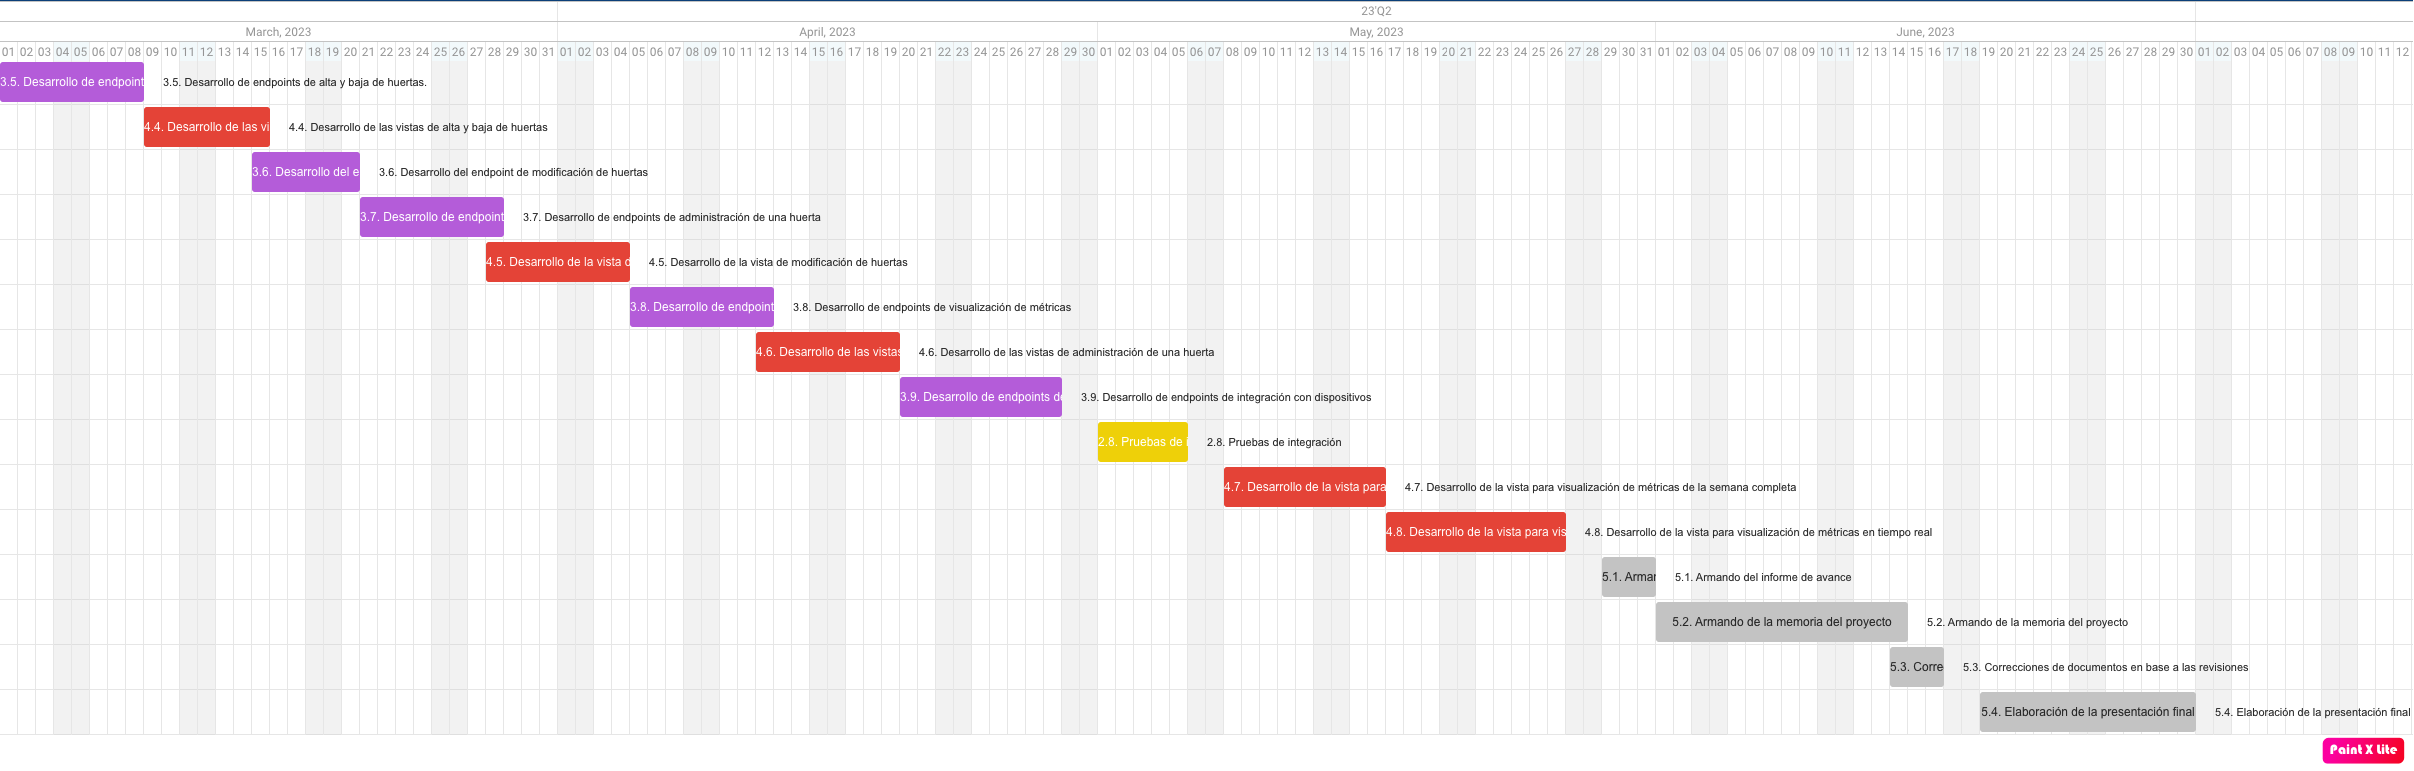 23'Q2
March, 2023 April, 2023 May, 2023 June, 2023
01 02 03 04 05 06 07 08 09 10 11 12 13 14 15 16 17 18 19 20 21 22 23 24 25 26 27 28 29 30 31 01 02 03 04 05 06 07 08 09 10 11 12 13 14 15 16 17 18 19 20 21 22 23 24 25 26 27 28 29 30 01 02 03 04 05 06 07 08 09 10 11 12 13 14 15 16 17 18 19 20 21 22 23 24 25 26 27 28 29 30 31 01 02 03 04 05 06 07 08 09 10 11 12 13 14 15 16 17 18 19 20 21 22 23 24 25 26 27 28 29 30 01 02 03 04 05 06 07 08 09 10 11 12
3.5. Desarrollo de endpoint 3.5. Desarrollo de endpoints de alta y baja de huertas.
4.4. Desarrollo de las vi 4.4. Desarrollo de las vistas de alta y baja de huertas
3.6. Desarrollo del e 3.6. Desarrollo del endpoint de modificación de huertas
3.7. Desarrollo de endpoint 3.7. Desarrollo de endpoints de administración de una huerta
4.5. Desarrollo de la vista d 4.5. Desarrollo de la vista de modificación de huertas
3.8. Desarrollo de endpoint 3.8. Desarrollo de endpoints de visualización de métricas
4.6. Desarrollo de las vistas 4.6. Desarrollo de las vistas de administración de una huerta
3.9. Desarrollo de endpoints de 3.9. Desarrollo de endpoints de integración con dispositivos
2.8. Pruebas de i 2.8. Pruebas de integración
4.7. Desarrollo de la vista para 4.7. Desarrollo de la vista para visualización de métricas de la semana completa
4.8. Desarrollo de la vista para vis 4.8. Desarrollo de la vista para visualización de métricas en tiempo real
5.1. Armar 5.1. Armando del informe de avance
5.2. Armando de la memoria del proyecto 5.2. Armando de la memoria del proyecto
5.3. Corre 5.3. Correcciones de documentos en base a las revisiones
5.4. Elaboración de la presentación final 5.4. Elaboración de la presentación final
Paint X Lite